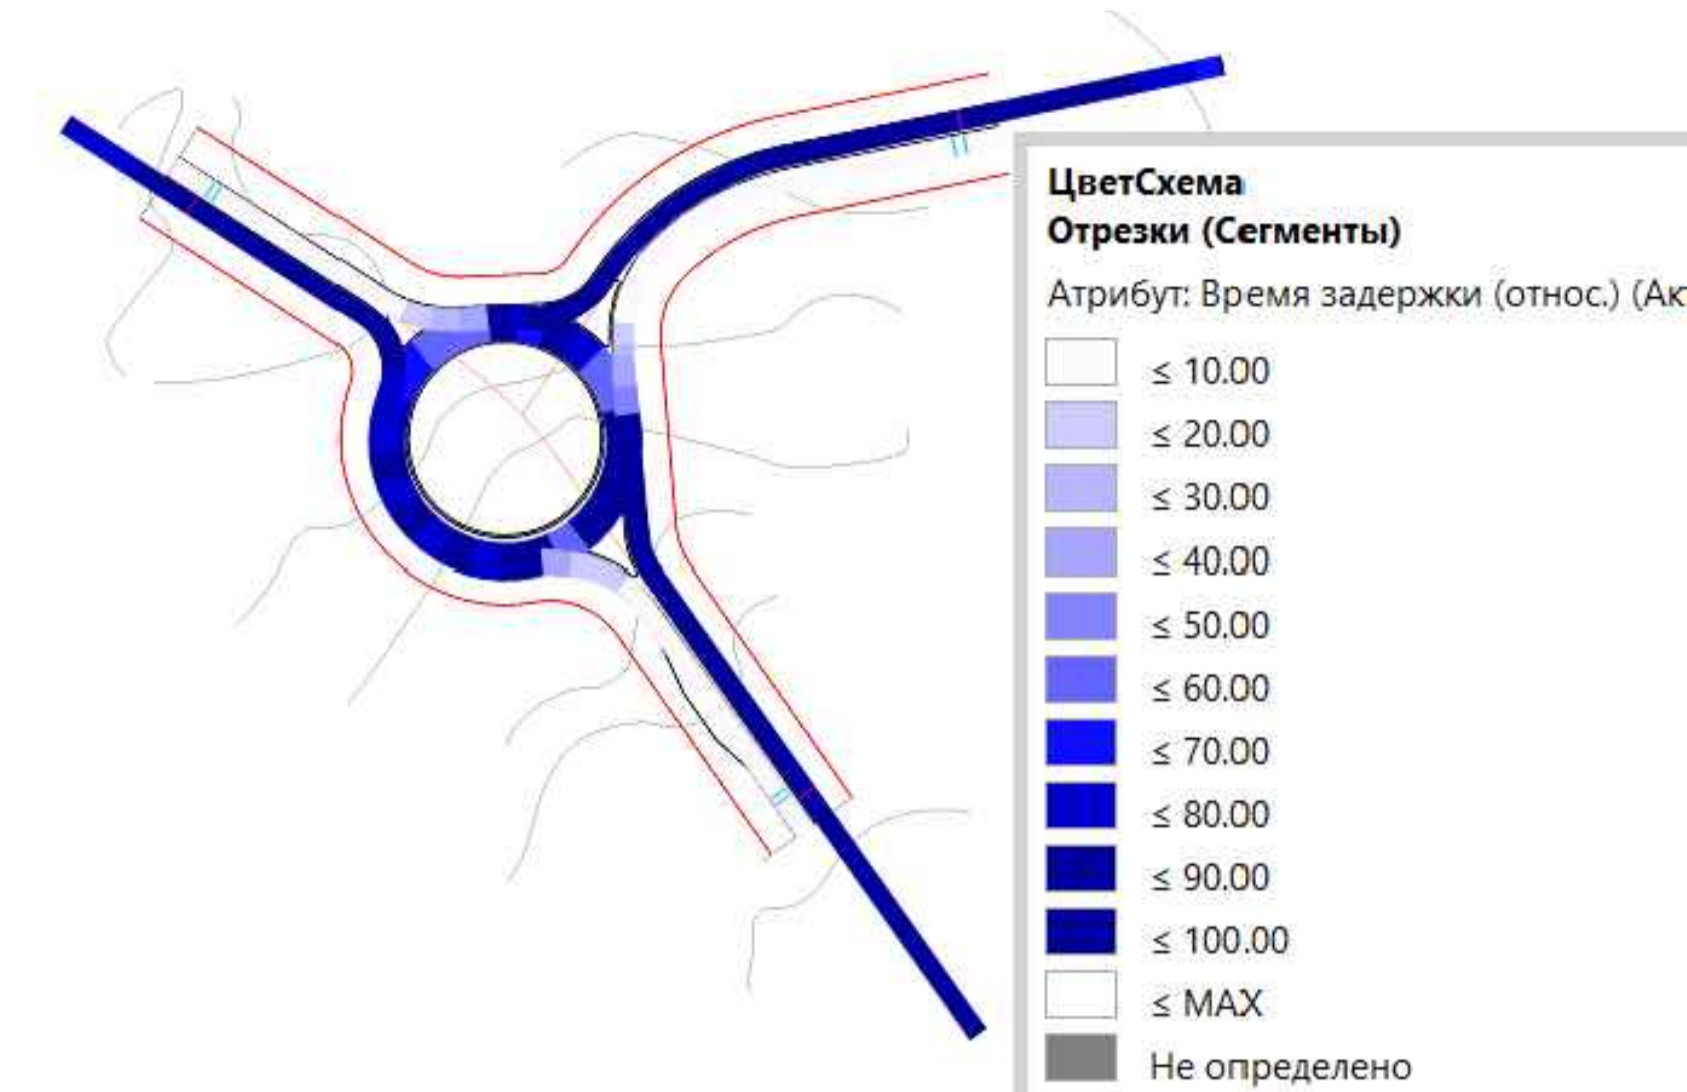 ЦветСхема
Отрезки (Сегменты)
Атрибут: Время задержки (относ.) (Ак
≤ 10.00
≤ 20.00
≤ 30.00
≤ 40.00
≤ 50.00
≤ 60.00
≤ 70.00
≤ 80.00
≤ 90.00
≤ 100.00
≤ MAX
Не определено